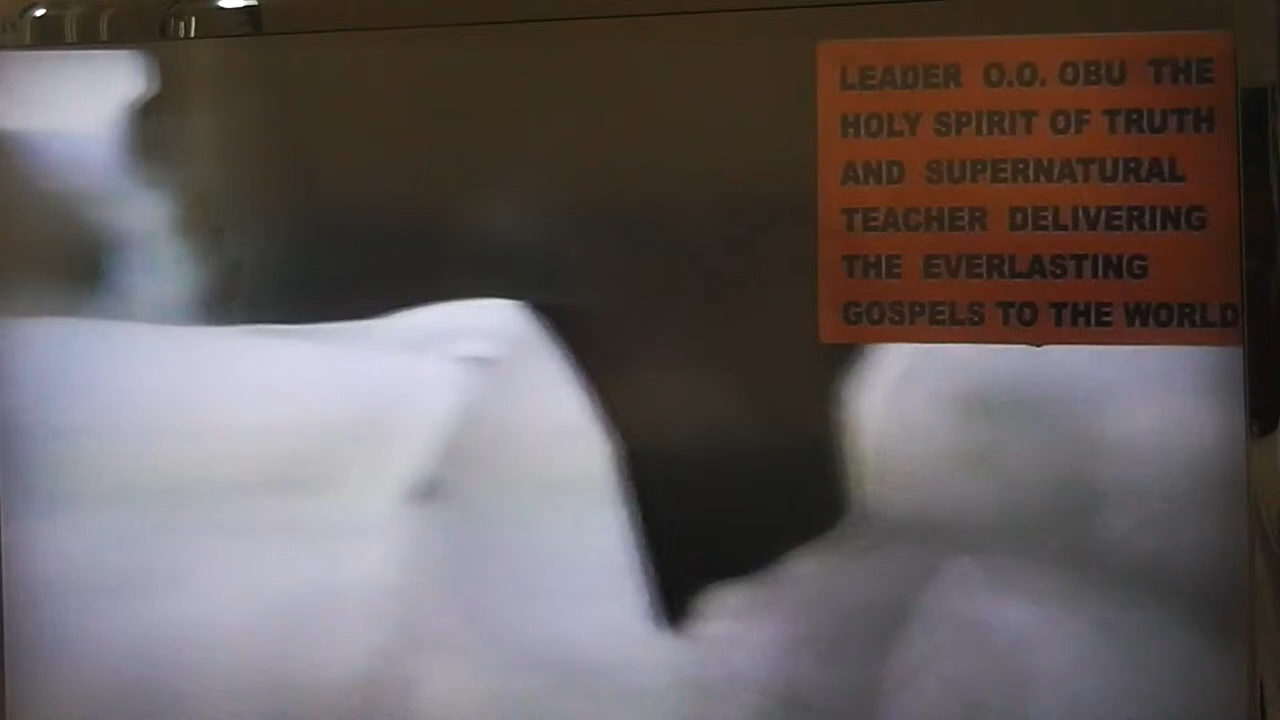 LEADER O.O. OBU THE
HOLY SPIRIT OF TRUTH
AND SUPERNATURAL
TEACHER DELIVERING
THE EVERLASTING
GOSPELS TO THE WORLD